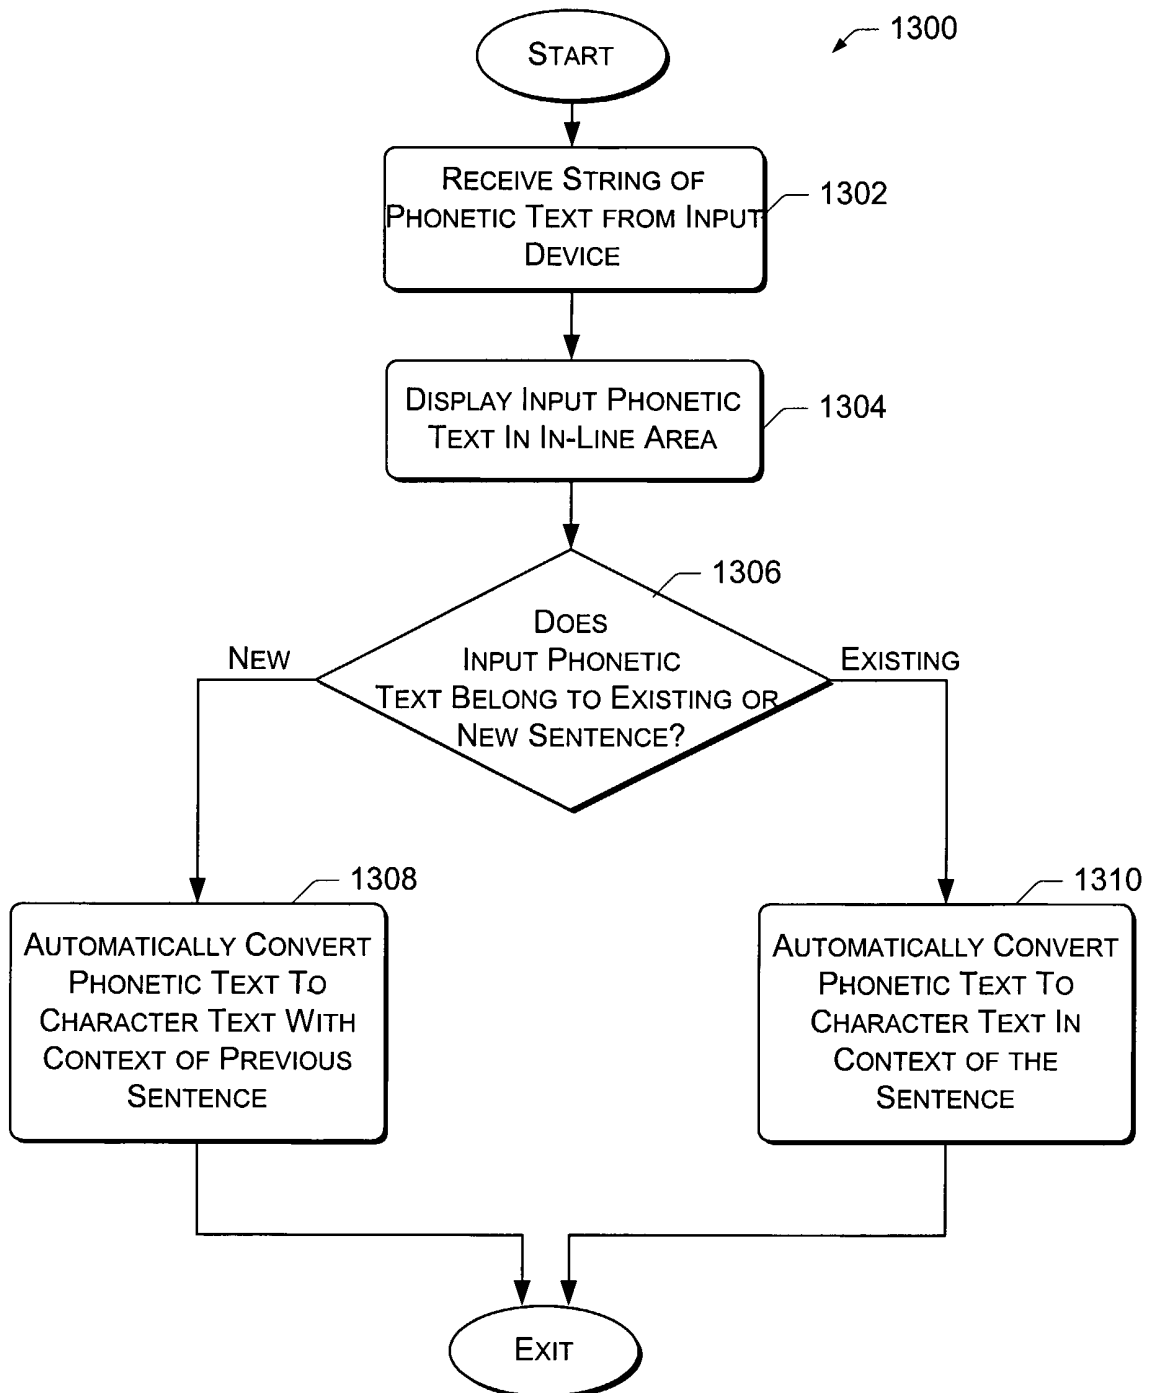 START
1300
RECEIVE STRING OF
PHONETIC TEXT FROM INPUT
DEVICE
1302
DISPLAY INPUT PHONETIC
TEXT IN IN-LINE AREA
1304
1306
DOES
INPUT PHONETIC
TEXT BELONG TO EXISTING OR
NEW SENTENCE?
NEW
EXISTING
1308
AUTOMATICALLY CONVERT
PHONETIC TEXT TO
CHARACTER TEXT WITH
CONTEXT OF PREVIOUS
SENTENCE
1310
AUTOMATICALLY CONVERT
PHONETIC TEXT TO
CHARACTER TEXT IN
CONTEXT OF THE
SENTENCE
EXIT